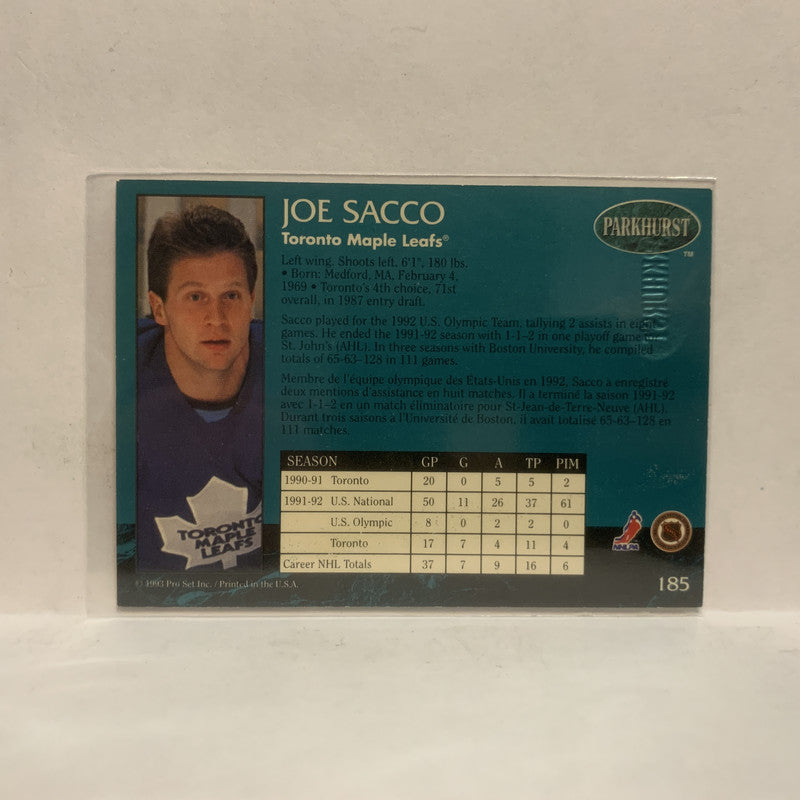 JOE SACCO
Toronto Maple Leafs®
PARKHURST
TM
Left wing. Shoots left. 6'1", 180 lbs.
• Born: Medford, MA, February 4,
1969 • Toronto's 4th choice, 71st
overall, in 1987 entry draft.
Sacco played for the 1992 U.S. Olympic Team, tallying 2 assists in eight
games. He ended the 1991-92 season with 1-1-2 in one playoff game
St. John's (AHL). In three seasons with Boston University, he compiled
totals of 65-63-128 in 111 games.
Membre de l'équipe olympique des États-Unis en 1992, Sacco a enregistré
deux mentions d'assistance en huit matches. Il a terminé la saison 1991-92
avec 1-1-2 en un match éliminatoire pour St-Jean-de-Terre-Neuve (AHL).
Durant trois saisons à l'Université de Boston, il avait totalisé 65-63-128 en
111 matches.
SEASON GP G A TP PIM
1990-91 Toronto 20 0 5 5 2
1991-92 U.S. National 50 11 26 37 61
U.S. Olympic 8 0 2 2 0
Toronto 17 7 4 11 4
Career NHL Totals 37 7 9 16 6
TORONTO
MAPLE
LEAFS
NHLPA
© 1993 Pro Set Inc. / Printed in the U.S.A.
185